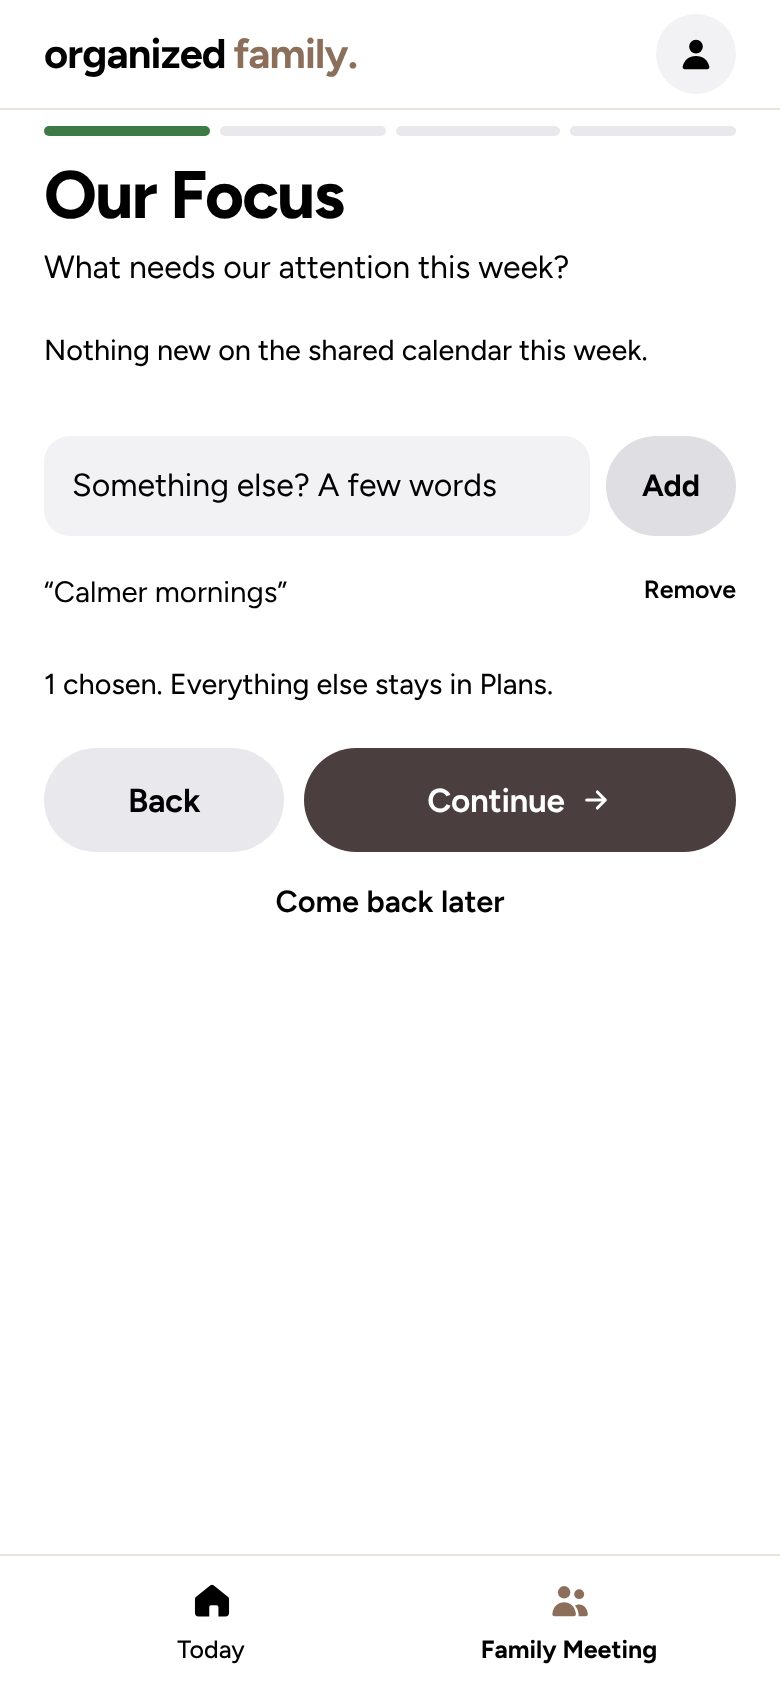 organized family.
Our Focus
What needs our attention this week?
Nothing new on the shared calendar this week.
Something else? A few words
Add
“Calmer mornings”
Remove
1 chosen. Everything else stays in Plans.
Back
Continue →
Come back later
Today
Family Meeting